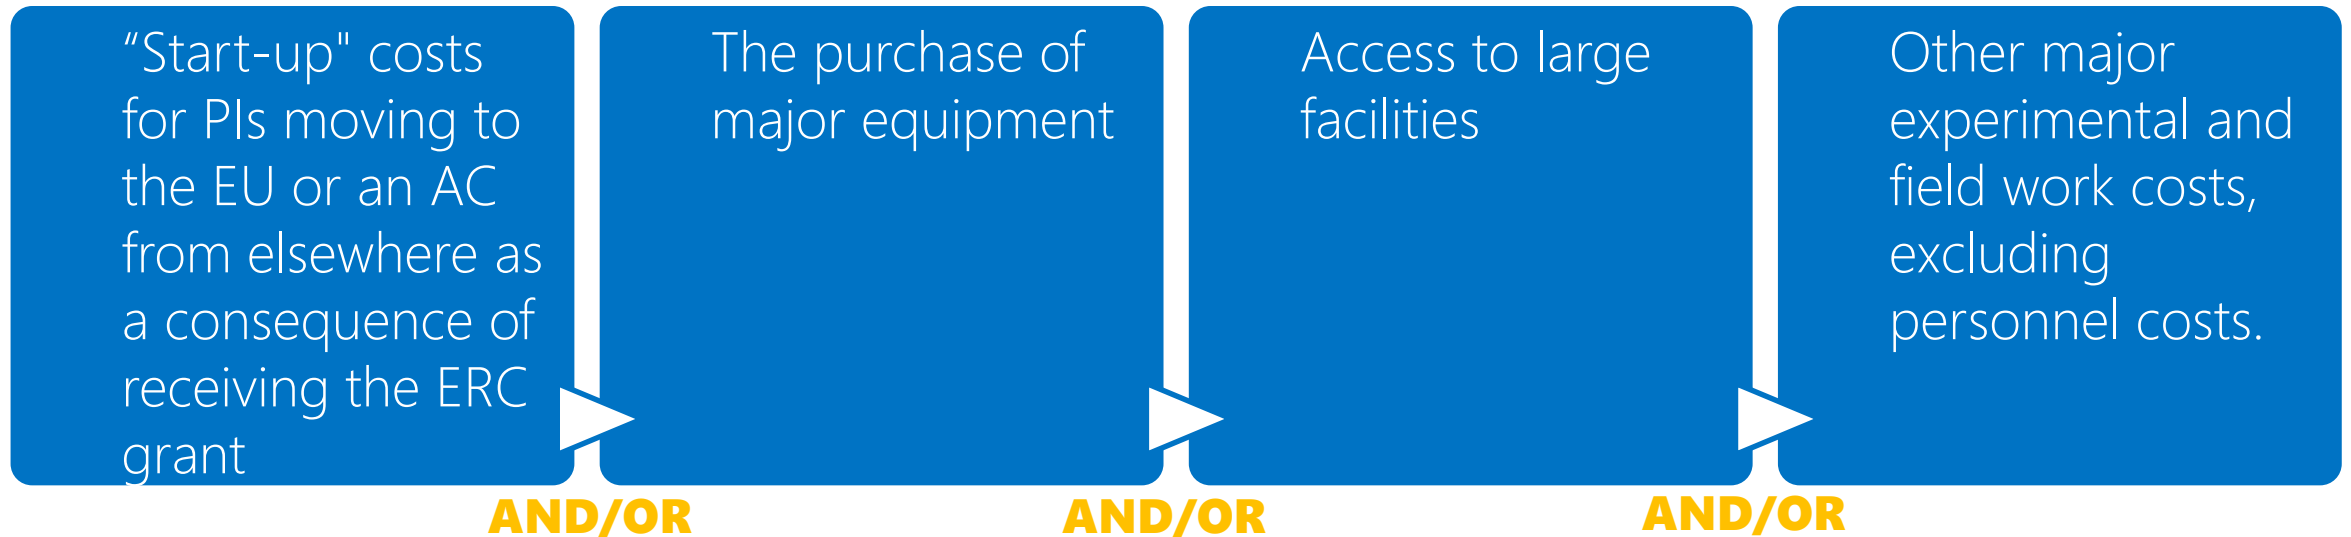 “Start-up" costs
for PIs moving to
the EU or an AC
from elsewhere as
a consequence of
receiving the ERC
grant
AND/OR
The purchase of
major equipment
AND/OR
Access to large
facilities
AND/OR
Other major
experimental and
field work costs,
excluding
personnel costs.